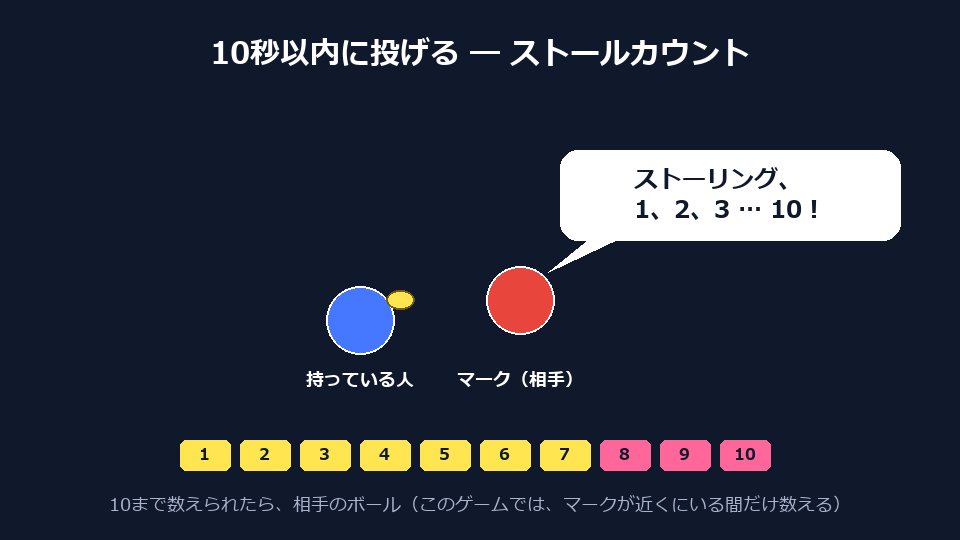 10秒以内に投げる — ストールカウント
ストーリング、
1、2、3 … 10！
持っている人
マーク（相手）
1 2 3 4 5 6 7 8 9 10
10まで数えられたら、相手のボール（このゲームでは、マークが近くにいる間だけ数える）